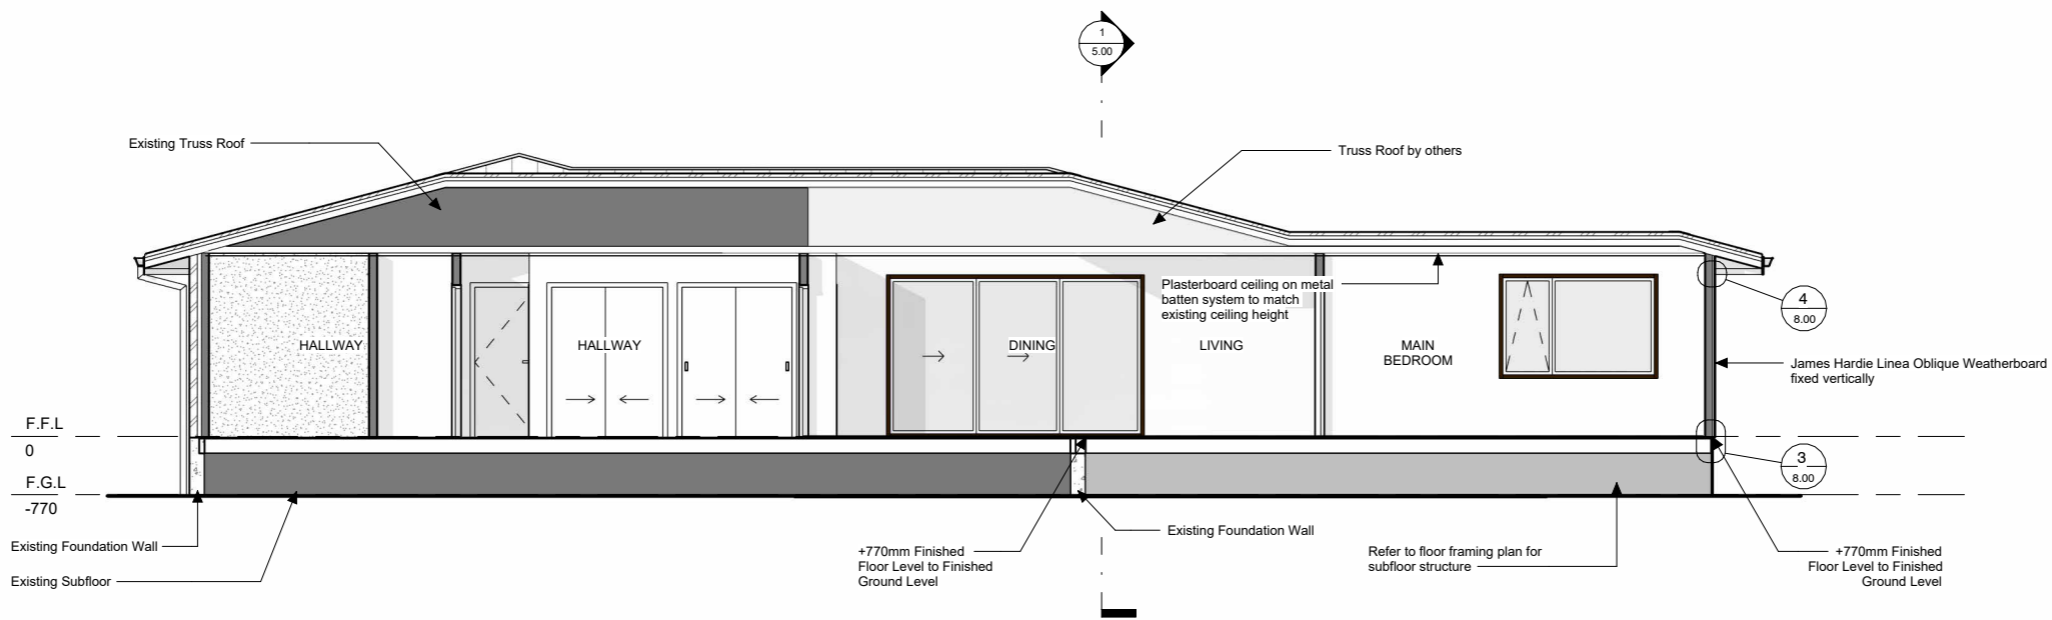 1
5.00
Existing Truss Roof
Truss Roof by others
Plasterboard ceiling on metal
batten system to match
existing ceiling height
4
8.00
HALLWAY
HALLWAY
DINING
LIVING
MAIN
BEDROOM
James Hardie Linea Oblique Weatherboard
fixed vertically
F.F.L
0
3
8.00
F.G.L
-770
Existing Foundation Wall
Existing Subfloor
+770mm Finished
Floor Level to Finished
Ground Level
Existing Foundation Wall
Refer to floor framing plan for
subfloor structure
+770mm Finished
Floor Level to Finished
Ground Level